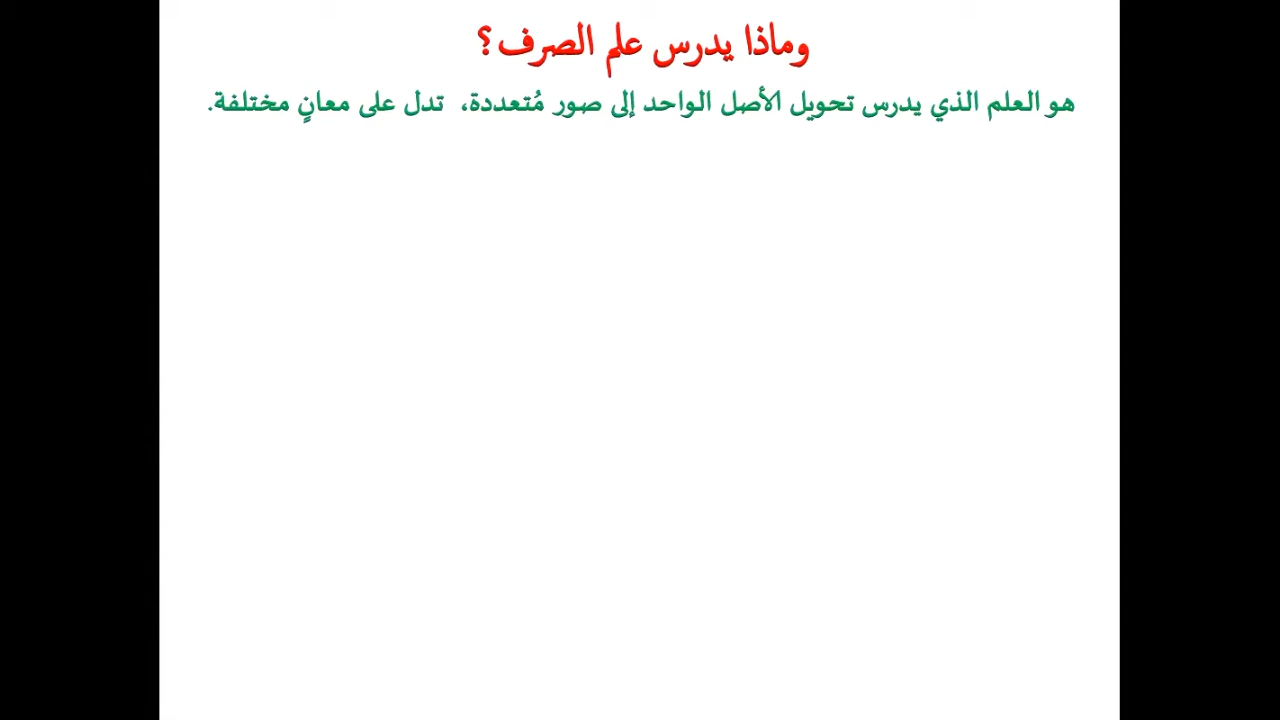 وماذا يدرس علم الصرف؟
هو العلم الذي يدرس تحويل الأصل الواحد إلى صور مُتعددة، تدل على معانٍ مختلفة.